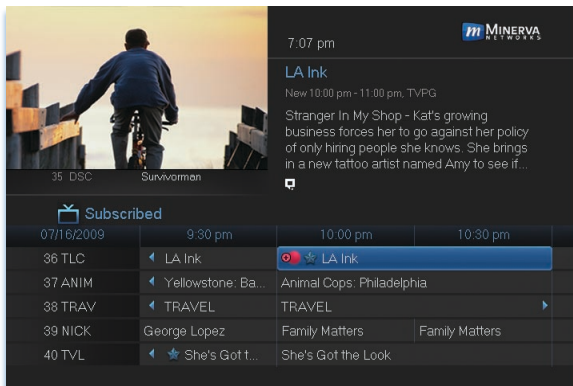 7:07 pm
m MINERVA
NETWORKS
LA Ink
New 10:00 pm - 11:00 pm, TVPG
Stranger In My Shop - Kat's growing
business forces her to go against her policy
of only hiring people she knows. She brings
in a new tattoo artist named Amy to see if...
35 DSC Survivorman
Subscribed
07/16/2009 9:30 pm 10:00 pm 10:30 pm
36 TLC LA Ink LA Ink
37 ANIM Yellowstone: Ba... Animal Cops: Philadelphia
38 TRAV TRAVEL TRAVEL
39 NICK George Lopez Family Matters Family Matters
40 TVL She's Got t... She's Got the Look